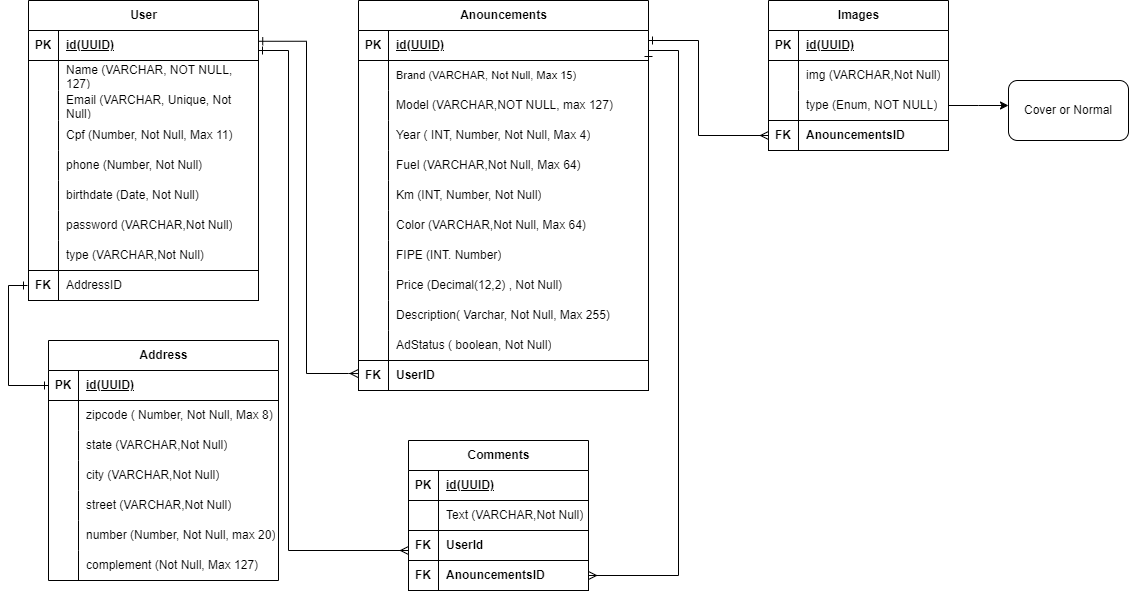 User
PK id(UUID)
Name (VARCHAR, NOT NULL,
127)
Email (VARCHAR, Unique, Not
Null)
Cpf (Number, Not Null, Max 11)
phone (Number, Not Null)
birthdate (Date, Not Null)
password (VARCHAR,Not Null)
type (VARCHAR,Not Null)
FK AddressID
Address
PK id(UUID)
zipcode ( Number, Not Null, Max 8)
state (VARCHAR,Not Null)
city (VARCHAR,Not Null)
street (VARCHAR,Not Null)
number (Number, Not Null, max 20)
complement (Not Null, Max 127)
Anouncements
PK id(UUID)
Brand (VARCHAR, Not Null, Max 15)
Model (VARCHAR,NOT NULL, max 127)
Year ( INT, Number, Not Null, Max 4)
Fuel (VARCHAR,Not Null, Max 64)
Km (INT, Number, Not Null)
Color (VARCHAR,Not Null, Max 64)
FIPE (INT. Number)
Price (Decimal(12,2) , Not Null)
Description( Varchar, Not Null, Max 255)
AdStatus ( boolean, Not Null)
FK UserID
Comments
PK id(UUID)
Text (VARCHAR,Not Null)
FK UserId
FK AnouncementsID
Images
PK id(UUID)
img (VARCHAR,Not Null)
type (Enum, NOT NULL)
FK AnouncementsID
Cover or Normal